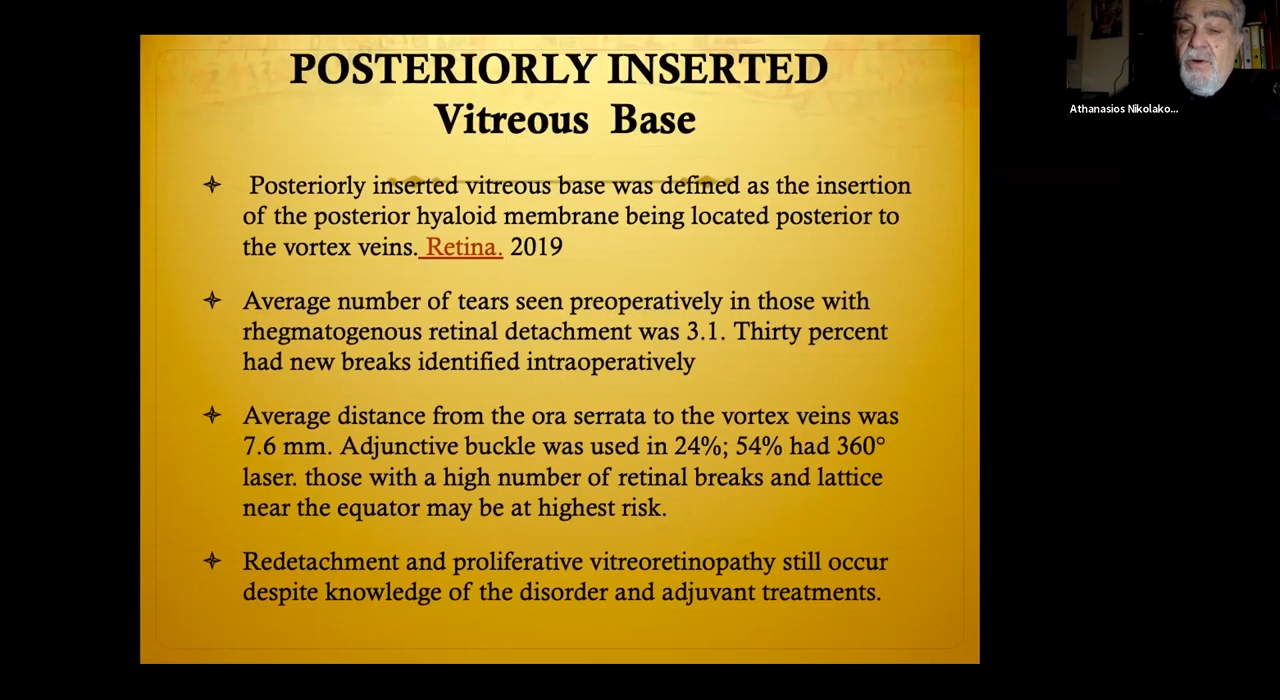 POSTERIORLY INSERTED
Vitreous Base
Posteriorly inserted vitreous base was defined as the insertion
of the posterior hyaloid membrane being located posterior to
the vortex veins. Retina. 2019
Average number of tears seen preoperatively in those with
rhegmatogenous retinal detachment was 3.1. Thirty percent
had new breaks identified intraoperatively
Average distance from the ora serrata to the vortex veins was
7.6 mm. Adjunctive buckle was used in 24%; 54% had 360°
laser. those with a high number of retinal breaks and lattice
near the equator may be at highest risk.
Redetachment and proliferative vitreoretinopathy still occur
despite knowledge of the disorder and adjuvant treatments.
Athanasios Nikolako...